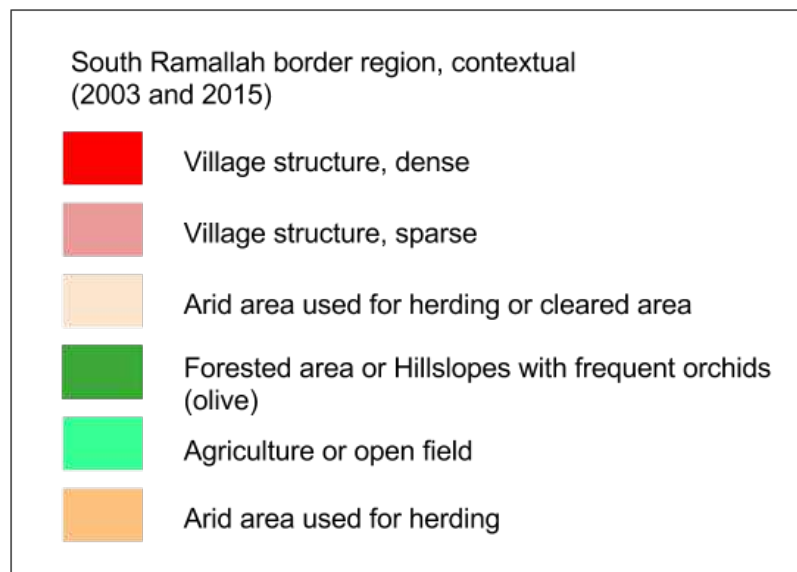 South Ramallah border region, contextual
(2003 and 2015)
Village structure, dense
Village structure, sparse
Arid area used for herding or cleared area
Forested area or Hillslopes with frequent orchids
(olive)
Agriculture or open field
Arid area used for herding